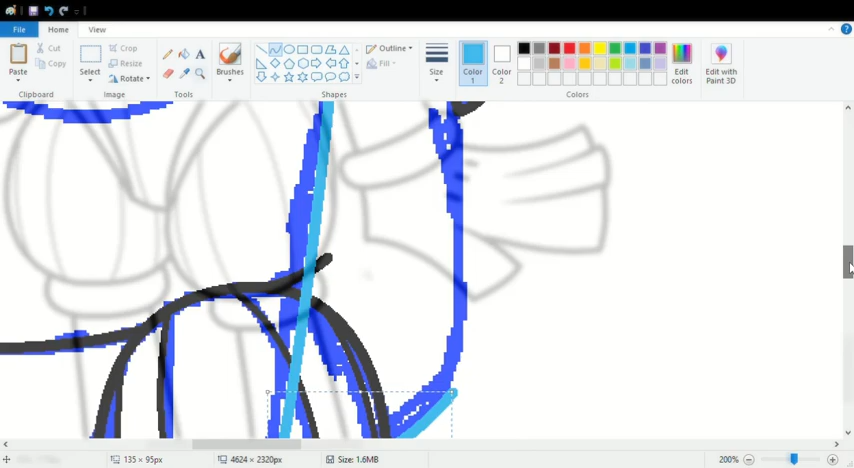 File Home View
Paste
Cut
Copy
Clipboard
Select
Crop
Resize
Rotate
Image
A
Tools
Brushes
Outline
Fill
Shapes
Size
Color 1
Color 2
Edit colors
Colors
Edit with Paint 3D
135 × 95px
4624 × 2320px
Size: 1.6MB
200%